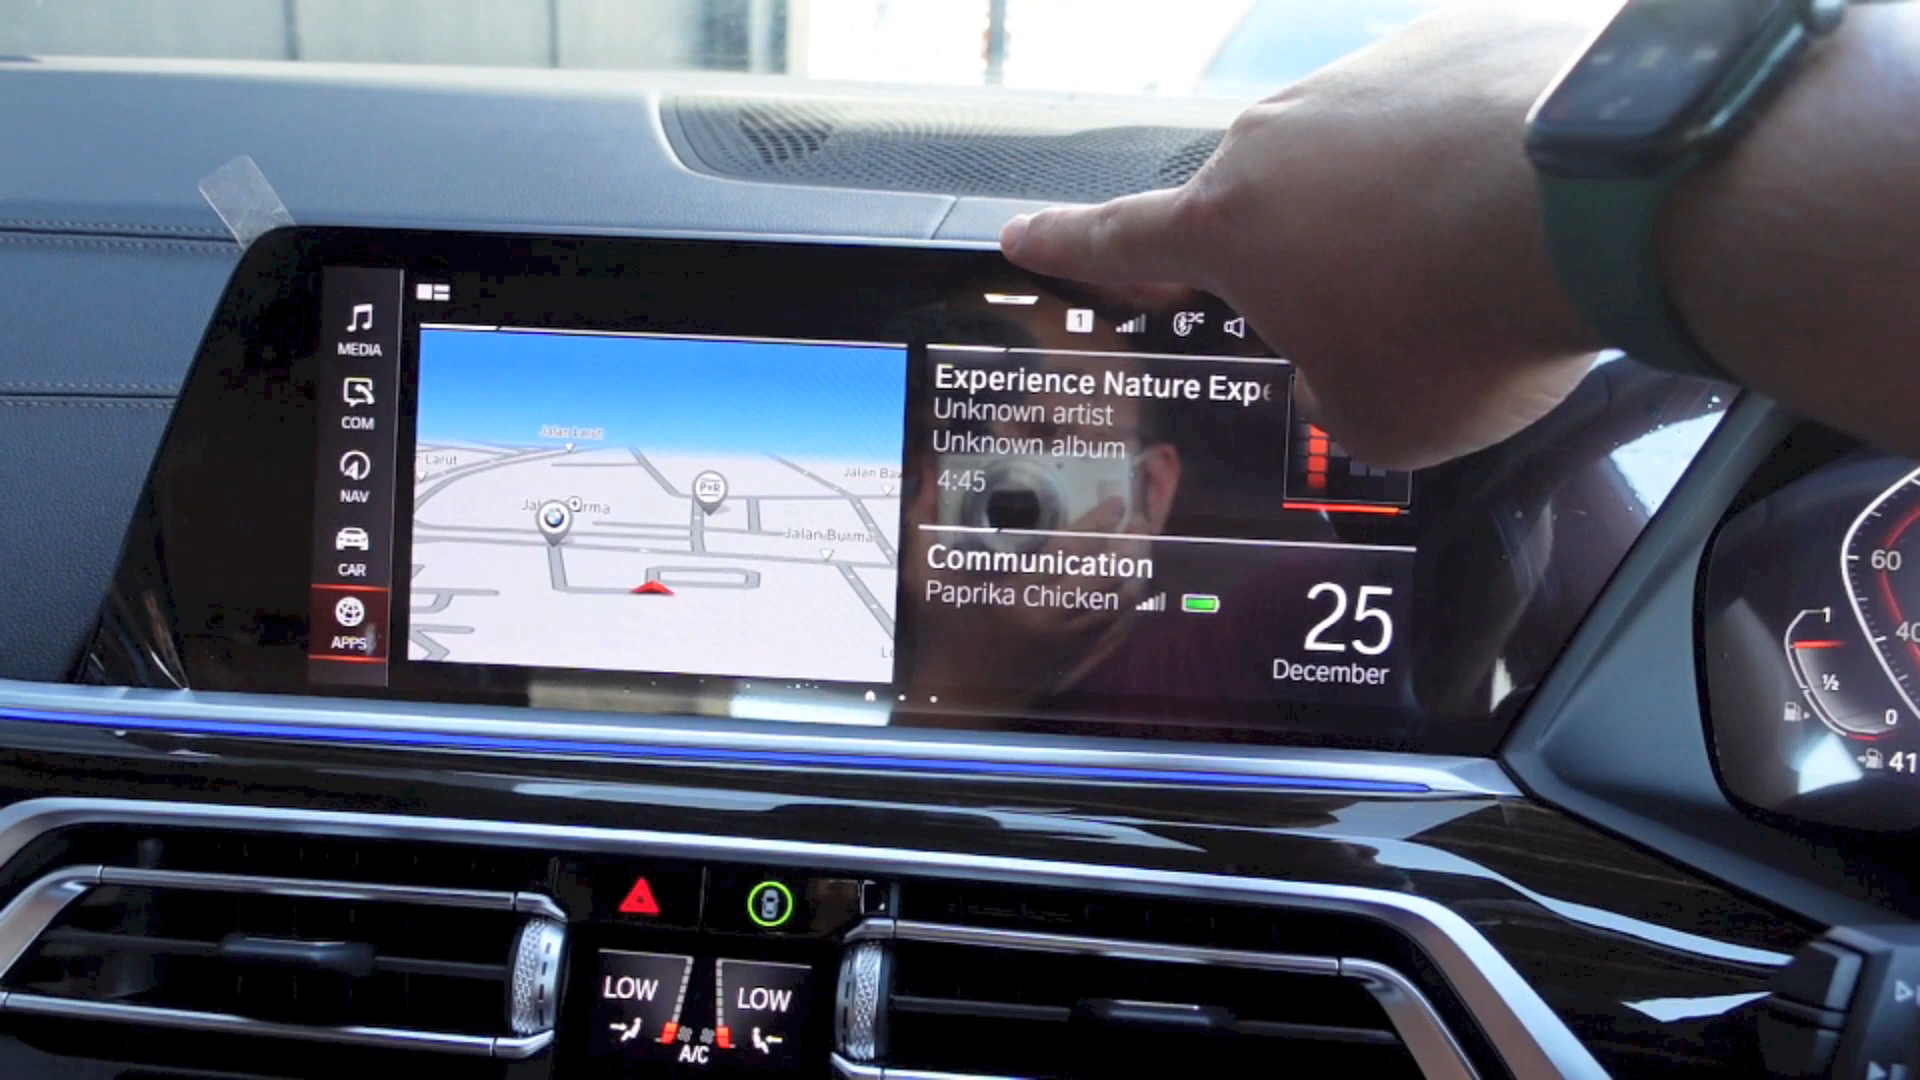 MEDIA
COM
NAV
CAR
APPS
1
Jalan Larut
Larut
P+R
Jalan Burma
Experience Nature Exp
Unknown artist
Unknown album
4:45
Communication
Paprika Chicken
25
December
60
40
1
½
0
41
LOW
LOW
A/C